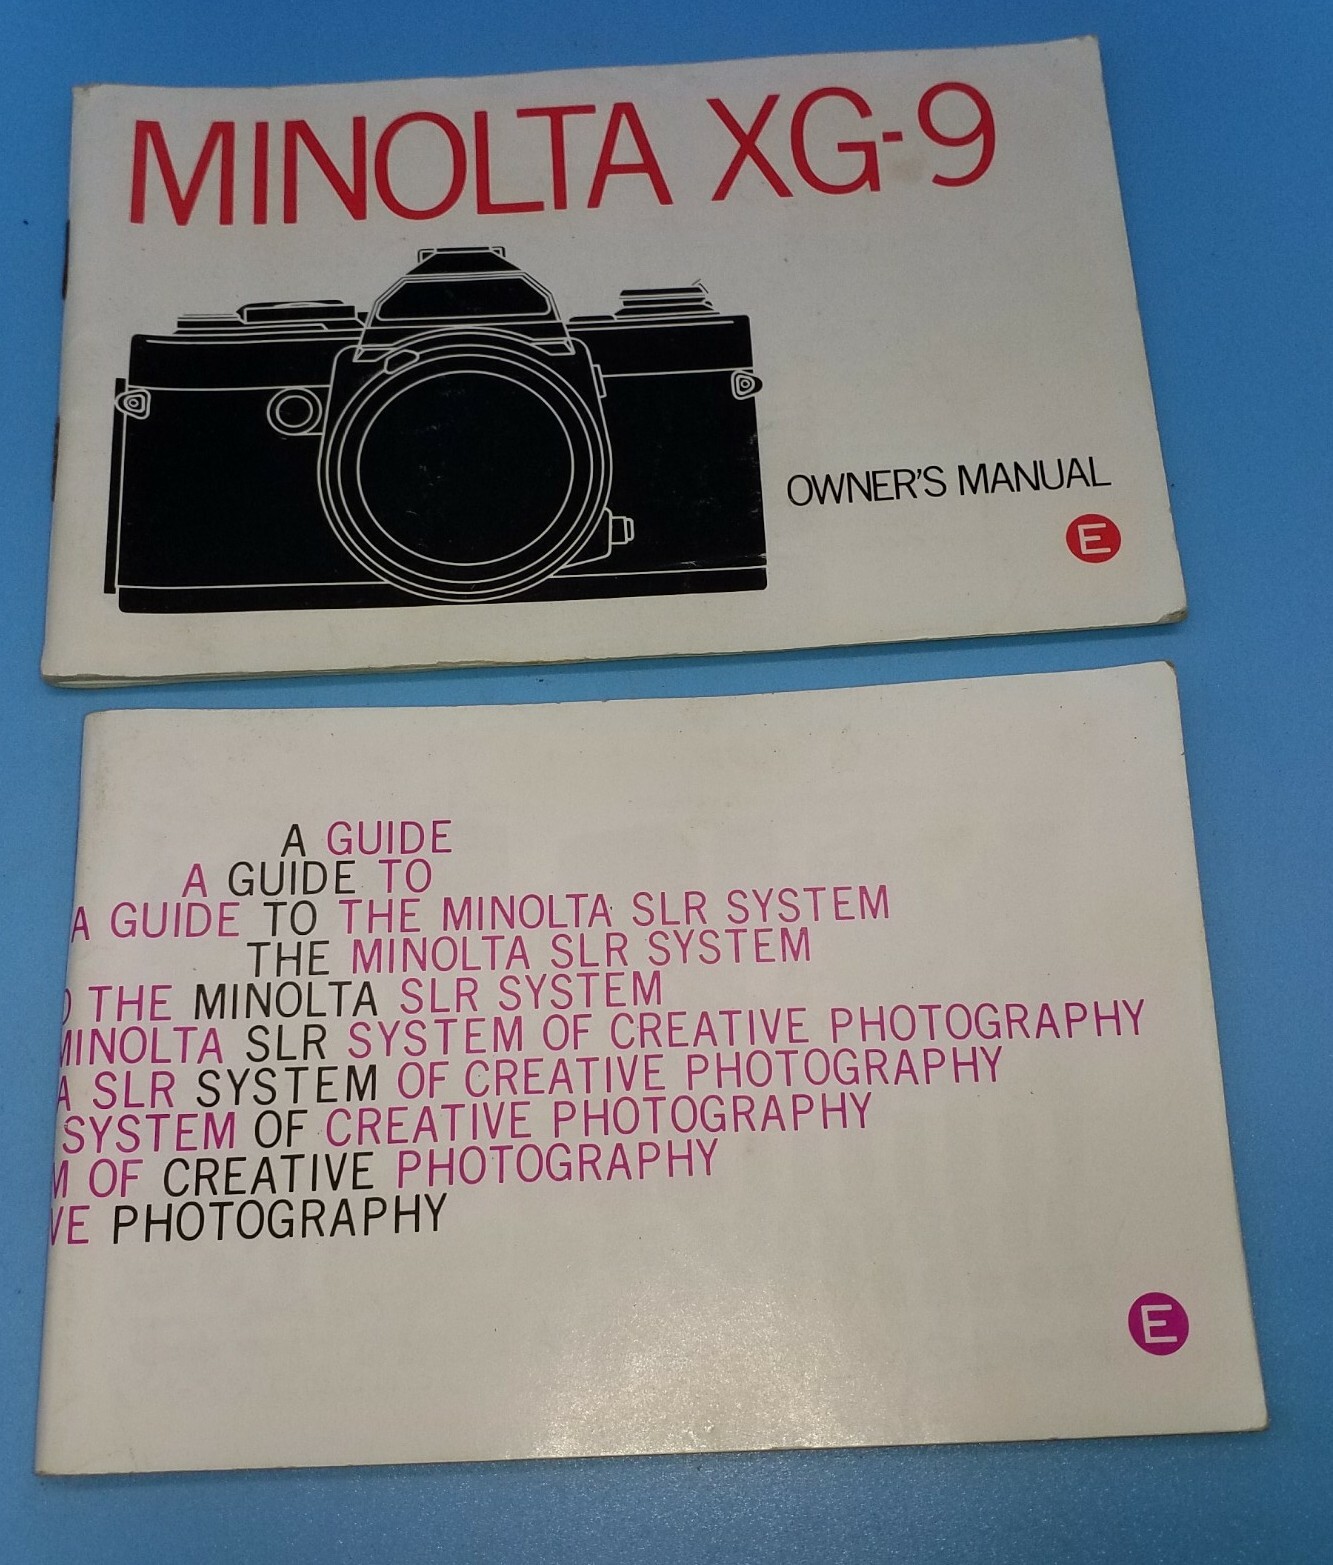 MINOLTA XG-9
OWNER'S MANUAL
E
A GUIDE
A GUIDE TO
A GUIDE TO THE MINOLTA SLR SYSTEM
THE MINOLTA SLR SYSTEM
O THE MINOLTA SLR SYSTEM
MINOLTA SLR SYSTEM OF CREATIVE PHOTOGRAPHY
A SLR SYSTEM OF CREATIVE PHOTOGRAPHY
SYSTEM OF CREATIVE PHOTOGRAPHY
M OF CREATIVE PHOTOGRAPHY
VE PHOTOGRAPHY
E